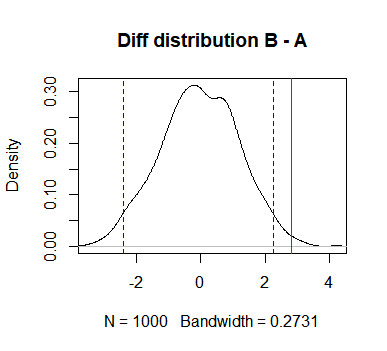 Diff distribution B - A
Density
0.30
0.20
0.10
0.00
-2 0 2 4
N = 1000 Bandwidth = 0.2731